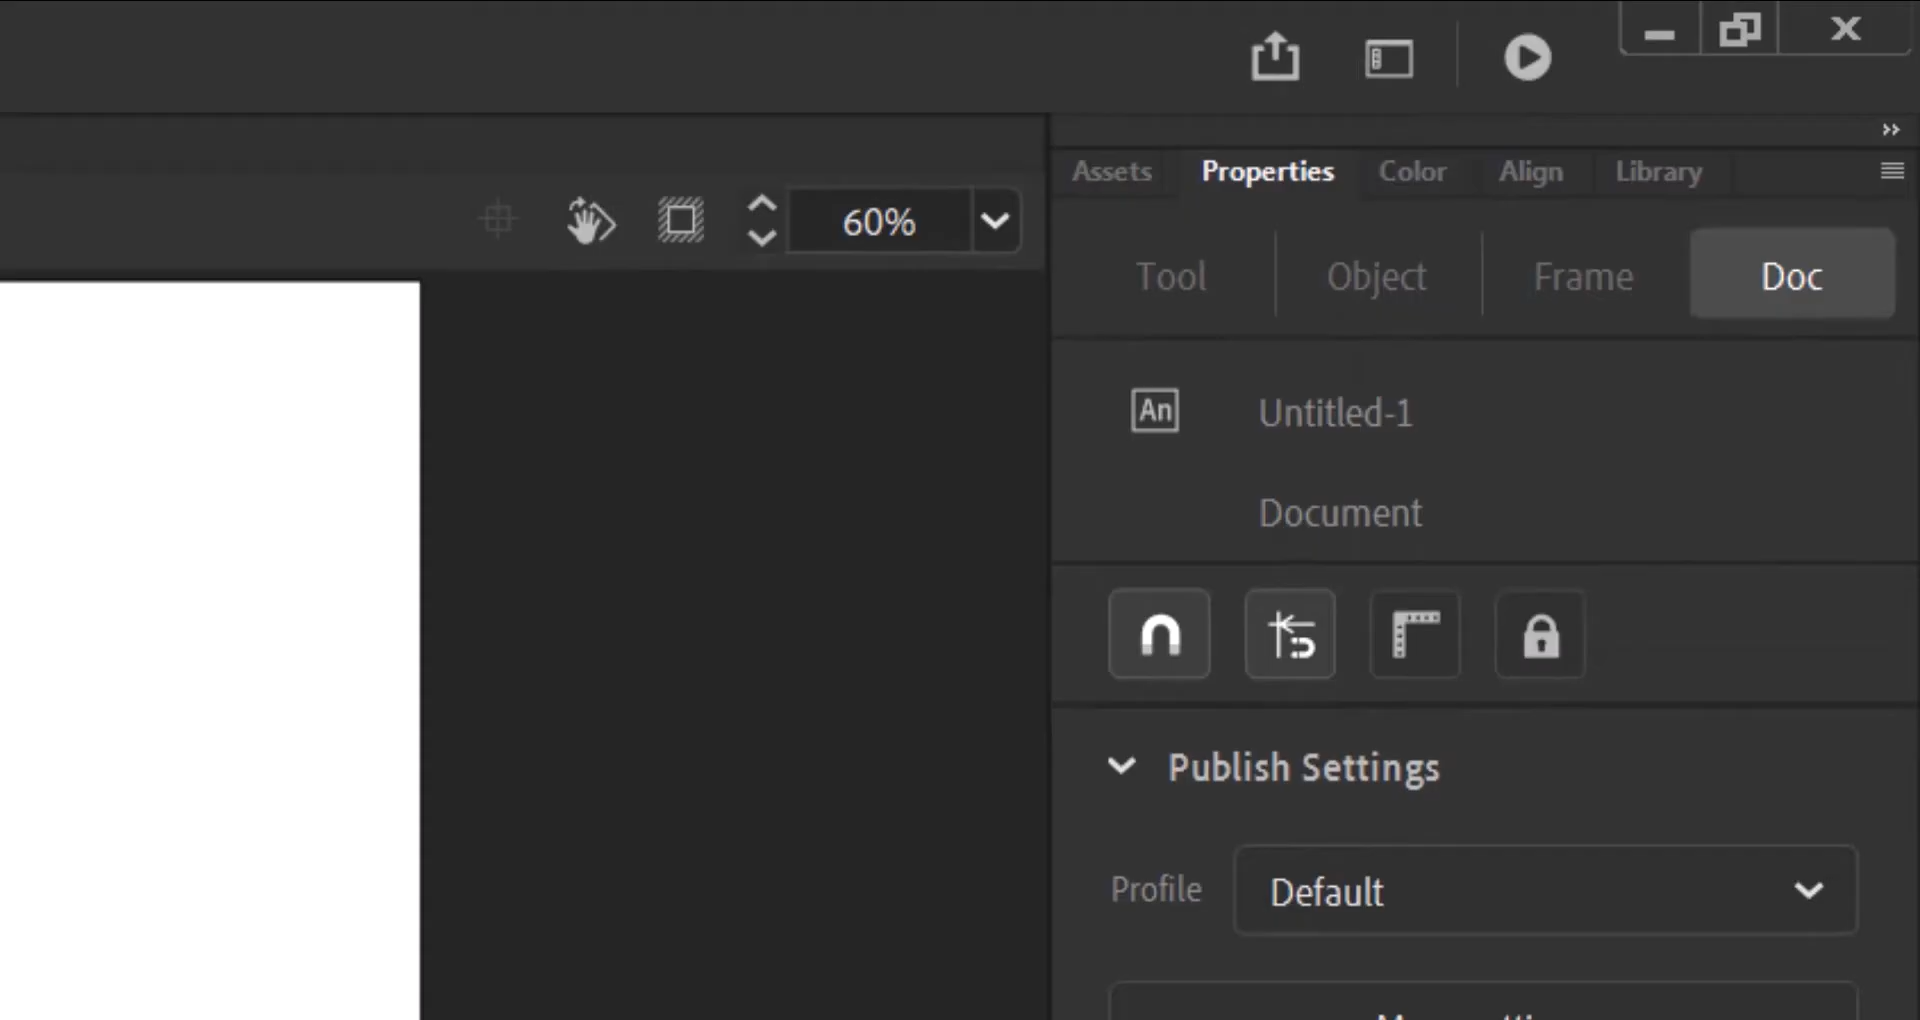 Assets Properties Color Align Library
60%
Tool Object Frame Doc
An Untitled-1
Document
Publish Settings
Profile Default